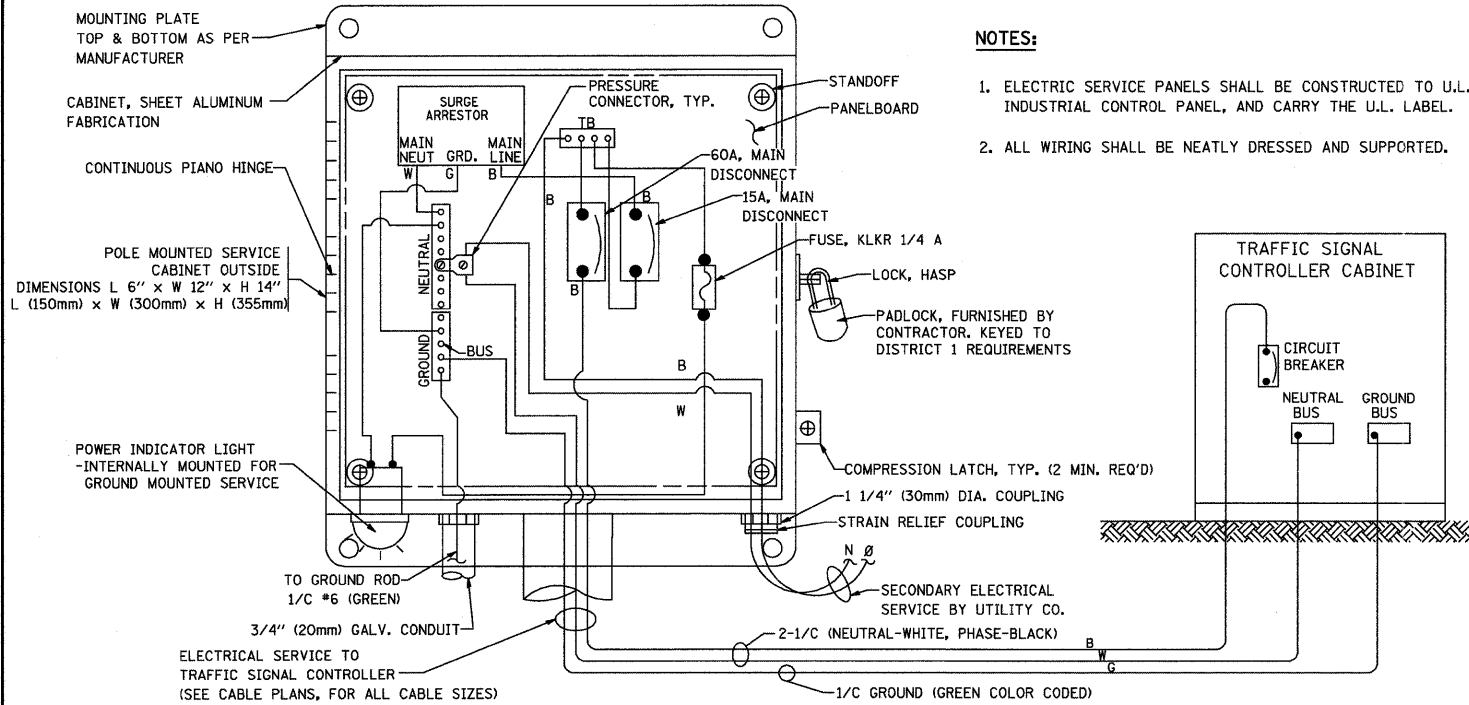 MOUNTING PLATE
TOP & BOTTOM AS PER
MANUFACTURER
CABINET, SHEET ALUMINUM
FABRICATION
CONTINUOUS PIANO HINGE
POLE MOUNTED SERVICE
CABINET OUTSIDE
DIMENSIONS L 6" x W 12" x H 14"
L (150mm) x W (300mm) x H (355mm)
POWER INDICATOR LIGHT
-INTERNALLY MOUNTED FOR
GROUND MOUNTED SERVICE
SURGE
ARRESTOR
MAIN
NEUT
GRD.
MAIN
LINE
W
G
B
PRESSURE
CONNECTOR, TYP.
TB
STANDOFF
PANELBOARD
60A, MAIN
DISCONNECT
15A, MAIN
DISCONNECT
B
B
B
FUSE, KLKR 1/4 A
LOCK, HASP
PADLOCK, FURNISHED BY
CONTRACTOR. KEYED TO
DISTRICT 1 REQUIREMENTS
NEUTRAL
GROUND
BUS
B
W
COMPRESSION LATCH, TYP. (2 MIN. REQ'D)
1 1/4" (30mm) DIA. COUPLING
STRAIN RELIEF COUPLING
N Ø
SECONDARY ELECTRICAL
SERVICE BY UTILITY CO.
TO GROUND ROD
1/C #6 (GREEN)
3/4" (20mm) GALV. CONDUIT
ELECTRICAL SERVICE TO
TRAFFIC SIGNAL CONTROLLER
(SEE CABLE PLANS, FOR ALL CABLE SIZES)
2-1/C (NEUTRAL-WHITE, PHASE-BLACK)
B
W
G
1/C GROUND (GREEN COLOR CODED)
NOTES:
1. ELECTRIC SERVICE PANELS SHALL BE CONSTRUCTED TO U.L.
INDUSTRIAL CONTROL PANEL, AND CARRY THE U.L. LABEL.
2. ALL WIRING SHALL BE NEATLY DRESSED AND SUPPORTED.
TRAFFIC SIGNAL
CONTROLLER CABINET
CIRCUIT
BREAKER
NEUTRAL
BUS
GROUND
BUS